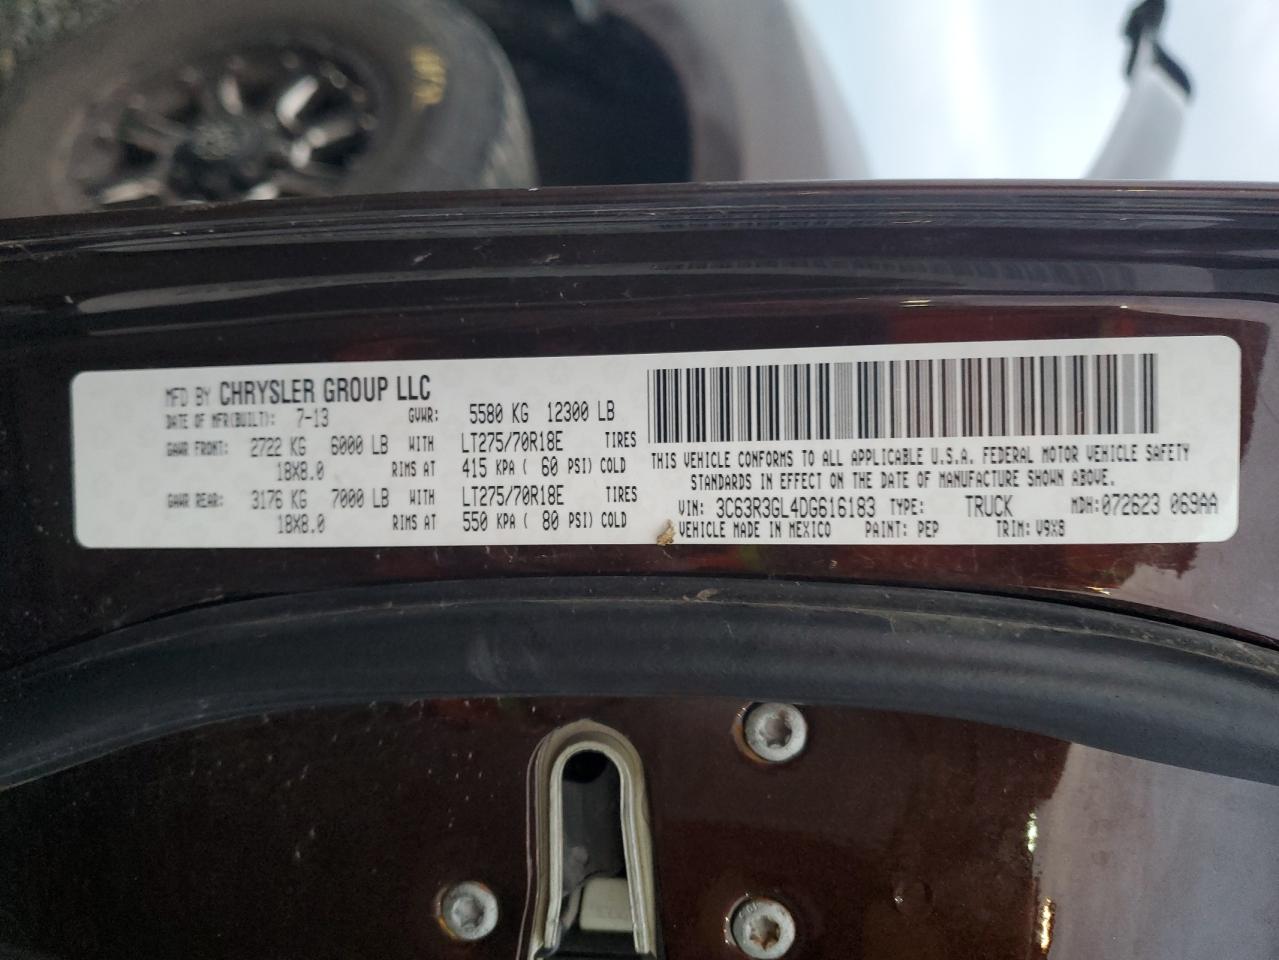 MFD BY CHRYSLER GROUP LLC
DATE OF MFR(BUILT): 7-13 GVWR: 5580 KG 12300 LB
GAWR FRONT: 2722 KG 6000 LB WITH LT275/70R18E TIRES
18X8.0 RIMS AT 415 KPA ( 60 PSI) COLD
GAWR REAR: 3176 KG 7000 LB WITH LT275/70R18E TIRES
18X8.0 RIMS AT 550 KPA ( 80 PSI) COLD
THIS VEHICLE CONFORMS TO ALL APPLICABLE U.S.A. FEDERAL MOTOR VEHICLE SAFETY
STANDARDS IN EFFECT ON THE DATE OF MANUFACTURE SHOWN ABOVE.
VIN: 3C63R3GL4DG616183 TYPE: TRUCK MDH: 072623 069AA
VEHICLE MADE IN MEXICO PAINT: PEP TRIM: V9X8